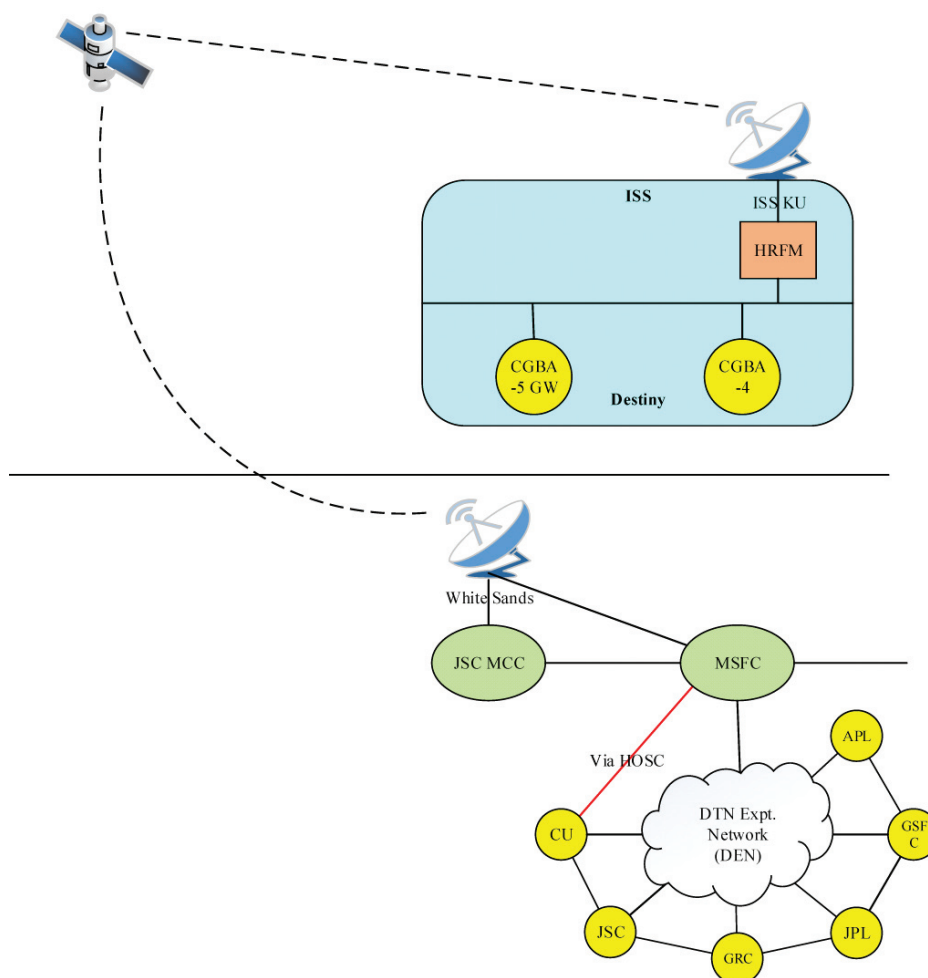 ISS
ISS KU
HRFM
CGBA
-5 GW
CGBA
-4
Destiny
White Sands
JSC MCC
MSFC
Via HOSC
APL
DTN Expt.
Network
(DEN)
CU
GSF
C
JSC
GRC
JPL